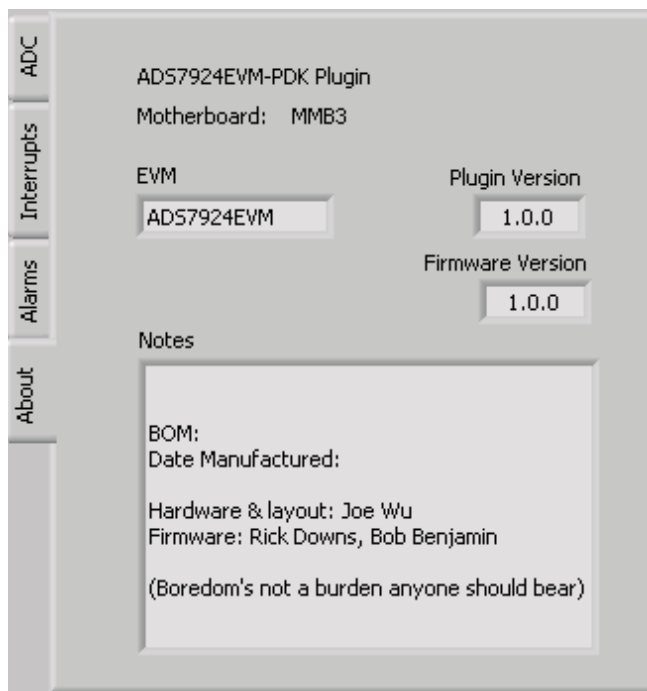 ADC
Interrupts
Alarms
About
ADS7924EVM-PDK Plugin
Motherboard: MMB3
EVM
ADS7924EVM
Plugin Version
1.0.0
Firmware Version
1.0.0
Notes
BOM:
Date Manufactured:
Hardware & layout: Joe Wu
Firmware: Rick Downs, Bob Benjamin
(Boredom's not a burden anyone should bear)